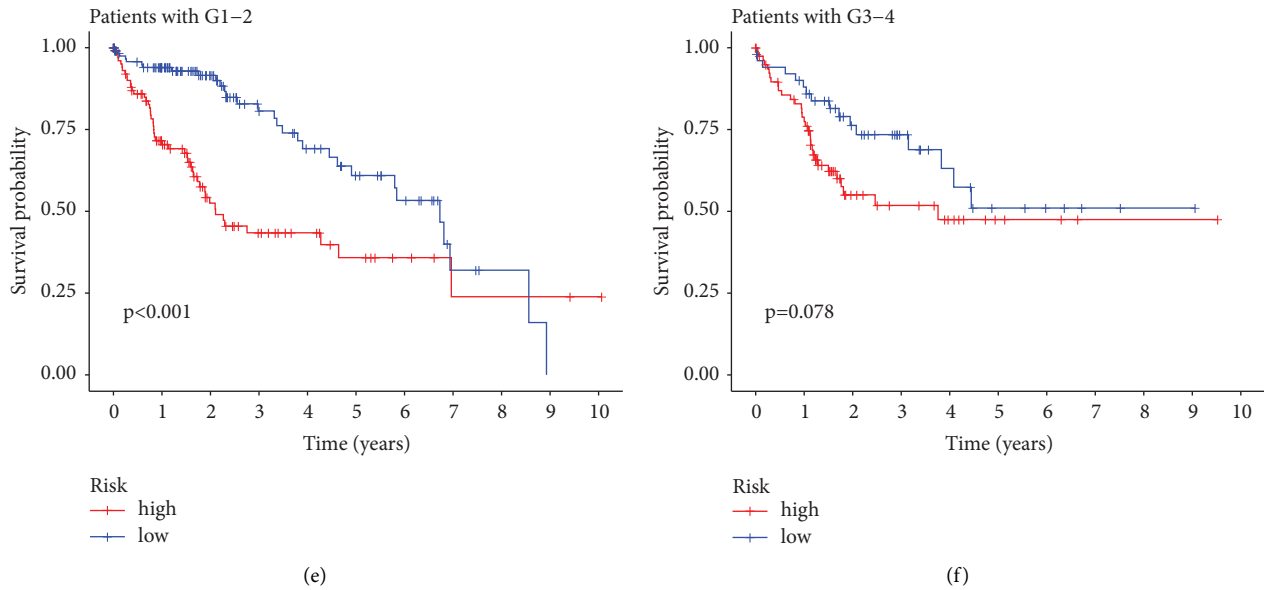 Patients with G1−2
1.00
0.75
0.50
0.25
0.00
Survival probability
p<0.001
0 1 2 3 4 5 6 7 8 9 10
Time (years)
Risk
high
low
(e)
Patients with G3−4
1.00
0.75
0.50
0.25
0.00
Survival probability
p=0.078
0 1 2 3 4 5 6 7 8 9 10
Time (years)
Risk
high
low
(f)